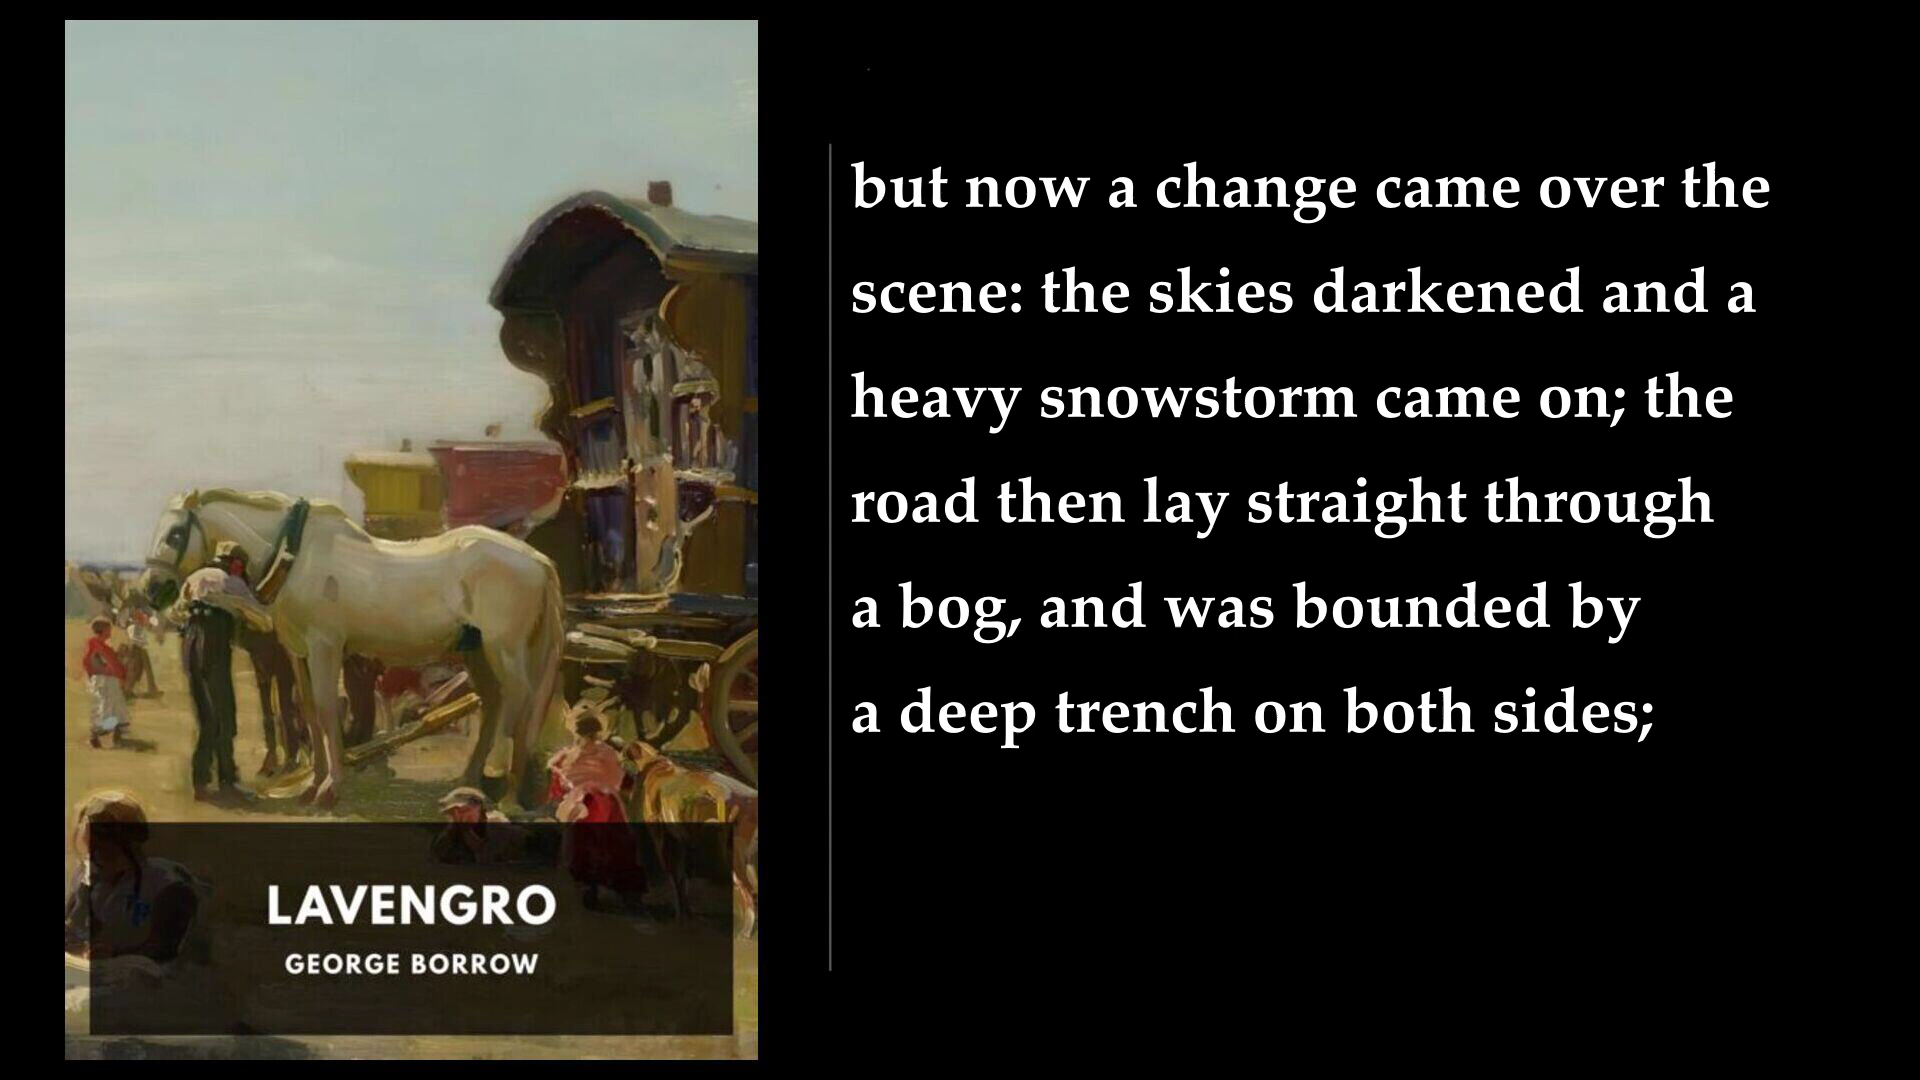 but now a change came over the
scene: the skies darkened and a
heavy snowstorm came on; the
road then lay straight through
a bog, and was bounded by
a deep trench on both sides;
LAVENGRO
GEORGE BORROW